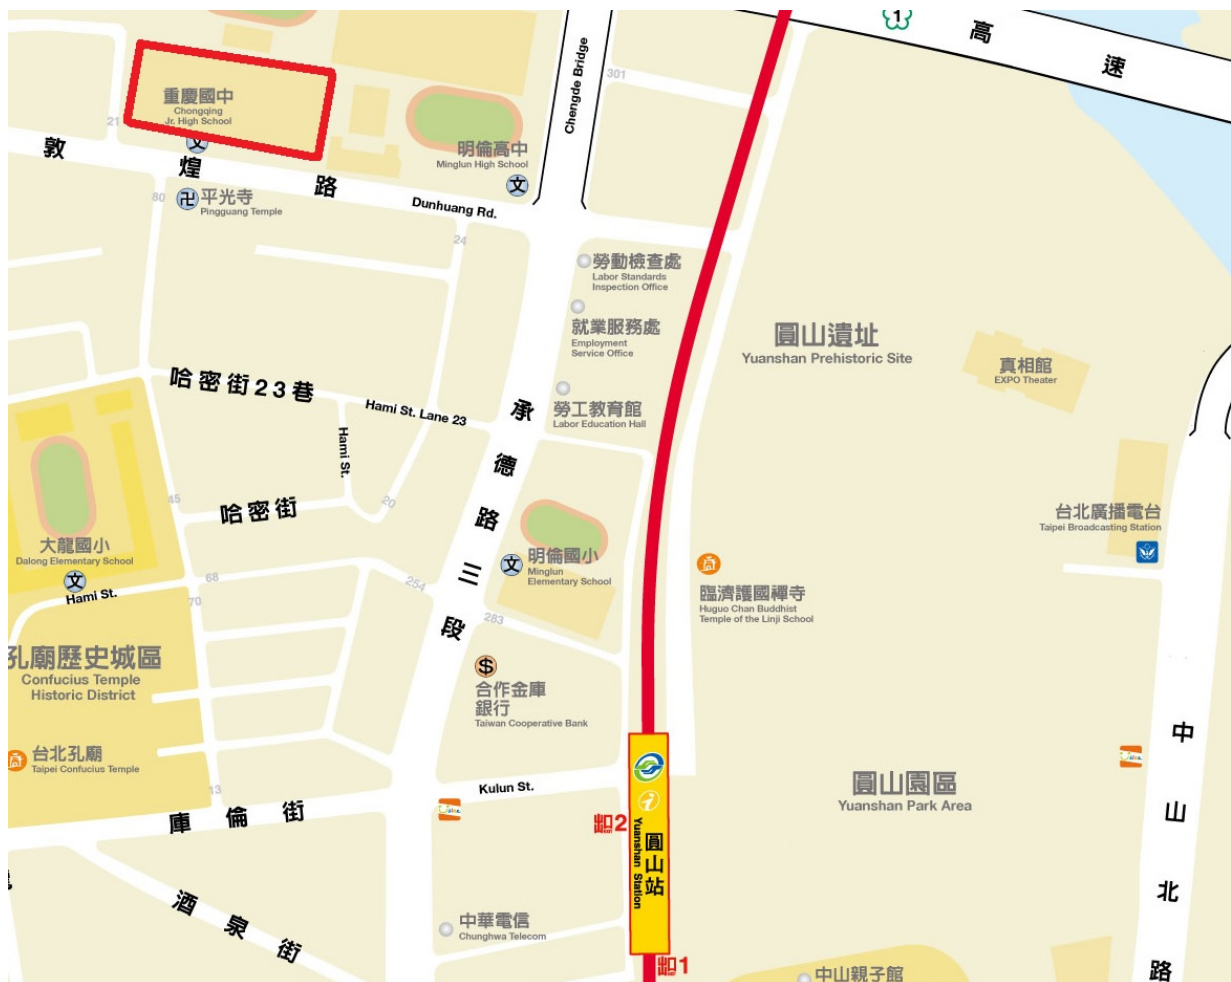 1
高速
301
Chengde Bridge
重慶國中
Chongqing
Jr. High School
文
21
敦煌路
Dunhuang Rd.
明倫高中
Minglun High School
文
80
卍
平光寺
Pingguang Temple
24
勞動檢查處
Labor Standards
Inspection Office
就業服務處
Employment
Service Office
勞工教育館
Labor Education Hall
圓山遺址
Yuanshan Prehistoric Site
真相館
EXPO Theater
哈密街23巷
Hami St. Lane 23
Hami St.
承德路三段
45
哈密街
20
大龍國小
Dalong Elementary School
文
Hami St.
68
70
254
文
明倫國小
Minglun
Elementary School
283
台北廣播電台
Taipei Broadcasting Station
臨濟護國禪寺
Huguo Chan Buddhist
Temple of the Linji School
孔廟歷史城區
Confucius Temple
Historic District
$
合作金庫
銀行
Taiwan Cooperative Bank
台北孔廟
Taipei Confucius Temple
13
庫倫街
Kulun St.
圓山園區
Yuanshan Park Area
中山北路
出口2
i
圓山站
Yuanshan Station
酒泉街
中華電信
Chunghwa Telecom
出口1
中山親子館